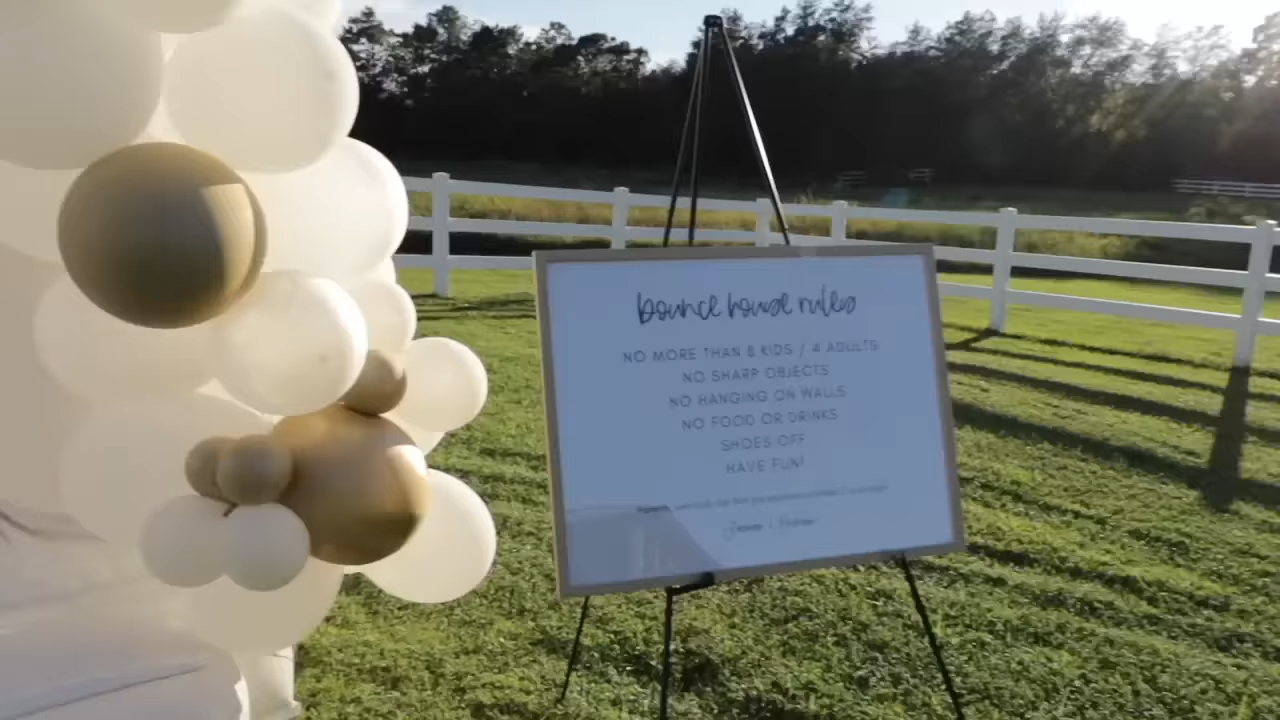 bounce house rules
NO MORE THAN 8 KIDS / 4 ADULTS
NO SHARP OBJECTS
NO HANGING ON WALLS
NO FOOD OR DRINKS
SHOES OFF
HAVE FUN!